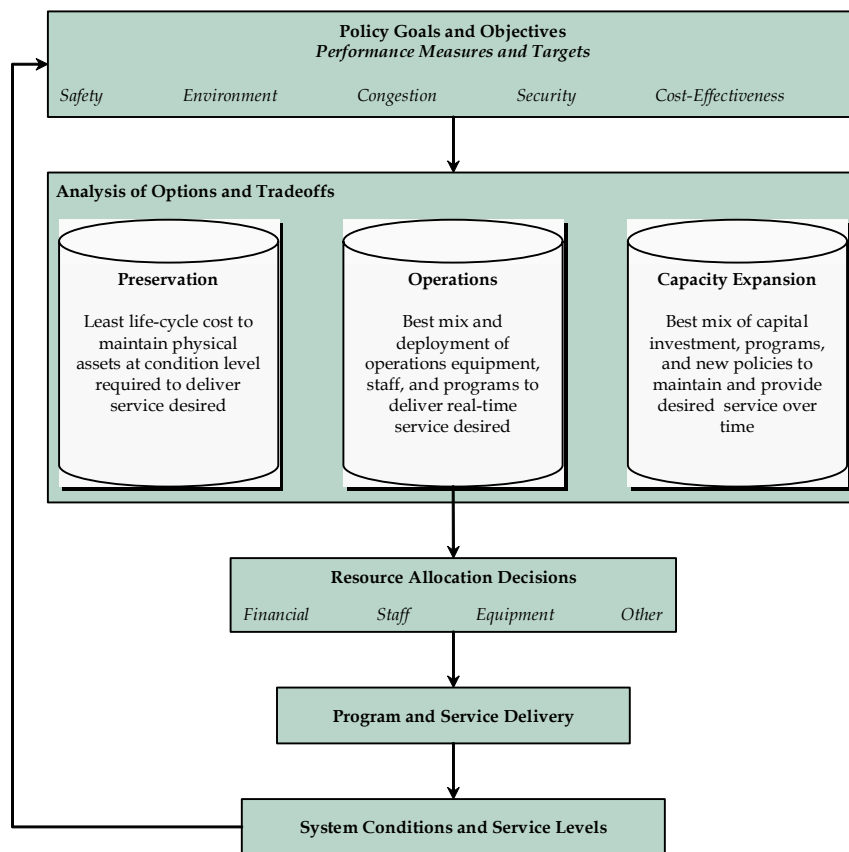 Policy Goals and Objectives
Performance Measures and Targets
Safety Environment Congestion Security Cost-Effectiveness
Analysis of Options and Tradeoffs
Preservation
Least life-cycle cost to
maintain physical
assets at condition level
required to deliver
service desired
Operations
Best mix and
deployment of
operations equipment,
staff, and programs to
deliver real-time
service desired
Capacity Expansion
Best mix of capital
investment, programs,
and new policies to
maintain and provide
desired service over
time
Resource Allocation Decisions
Financial Staff Equipment Other
Program and Service Delivery
System Conditions and Service Levels